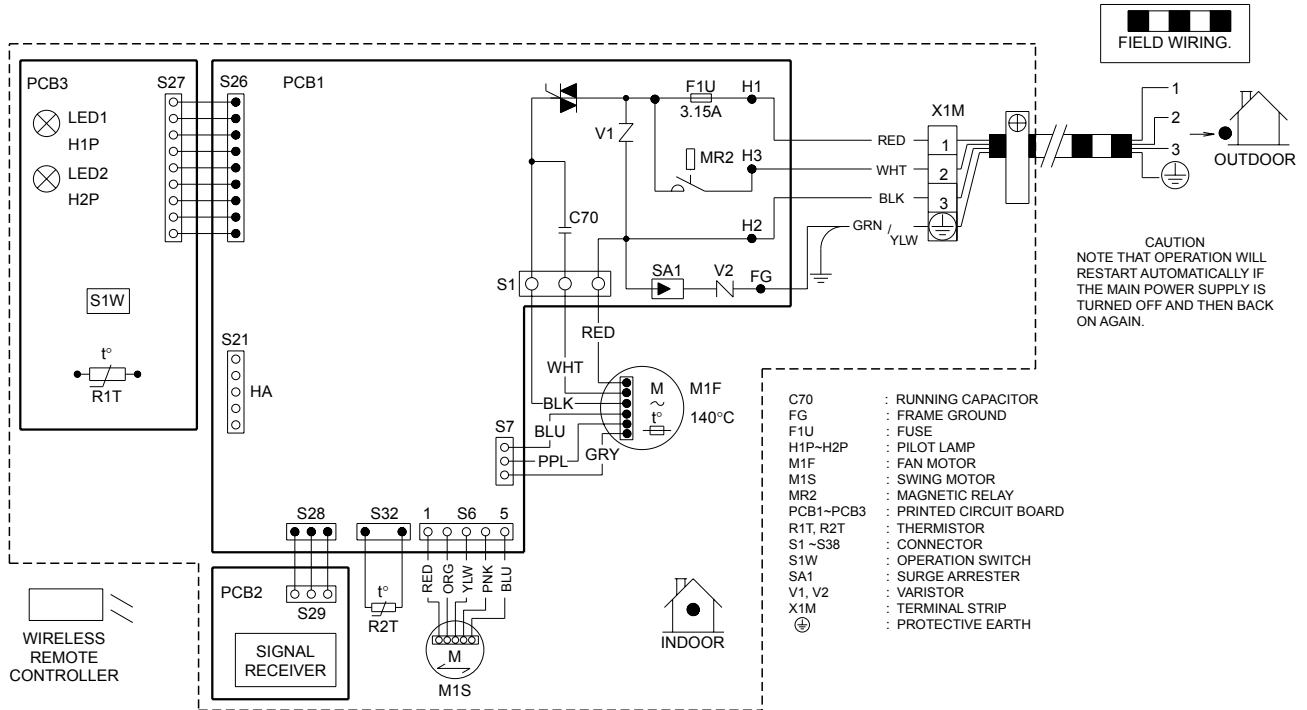 FIELD WIRING.
PCB3
S27
S26
PCB1
LED1
H1P
LED2
H2P
S1W
t°
R1T
S21
HA
F1U
3.15A
H1
V1
MR2
H3
C70
H2
S1
SA1
V2
FG
RED
WHT
BLK
GRN / YLW
X1M
1
2
3
1
2
3
OUTDOOR
CAUTION
NOTE THAT OPERATION WILL
RESTART AUTOMATICALLY IF
THE MAIN POWER SUPPLY IS
TURNED OFF AND THEN BACK
ON AGAIN.
RED
WHT
BLK
BLU
PPL
GRY
S7
M
~
t°
M1F
140°C
S28
S32
1
S6
5
RED
ORG
YLW
PNK
BLU
PCB2
S29
SIGNAL
RECEIVER
t°
R2T
M
M1S
WIRELESS
REMOTE
CONTROLLER
INDOOR
C70 : RUNNING CAPACITOR
FG : FRAME GROUND
F1U : FUSE
H1P~H2P : PILOT LAMP
M1F : FAN MOTOR
M1S : SWING MOTOR
MR2 : MAGNETIC RELAY
PCB1~PCB3 : PRINTED CIRCUIT BOARD
R1T, R2T : THERMISTOR
S1 ~S38 : CONNECTOR
S1W : OPERATION SWITCH
SA1 : SURGE ARRESTER
V1, V2 : VARISTOR
X1M : TERMINAL STRIP
: PROTECTIVE EARTH